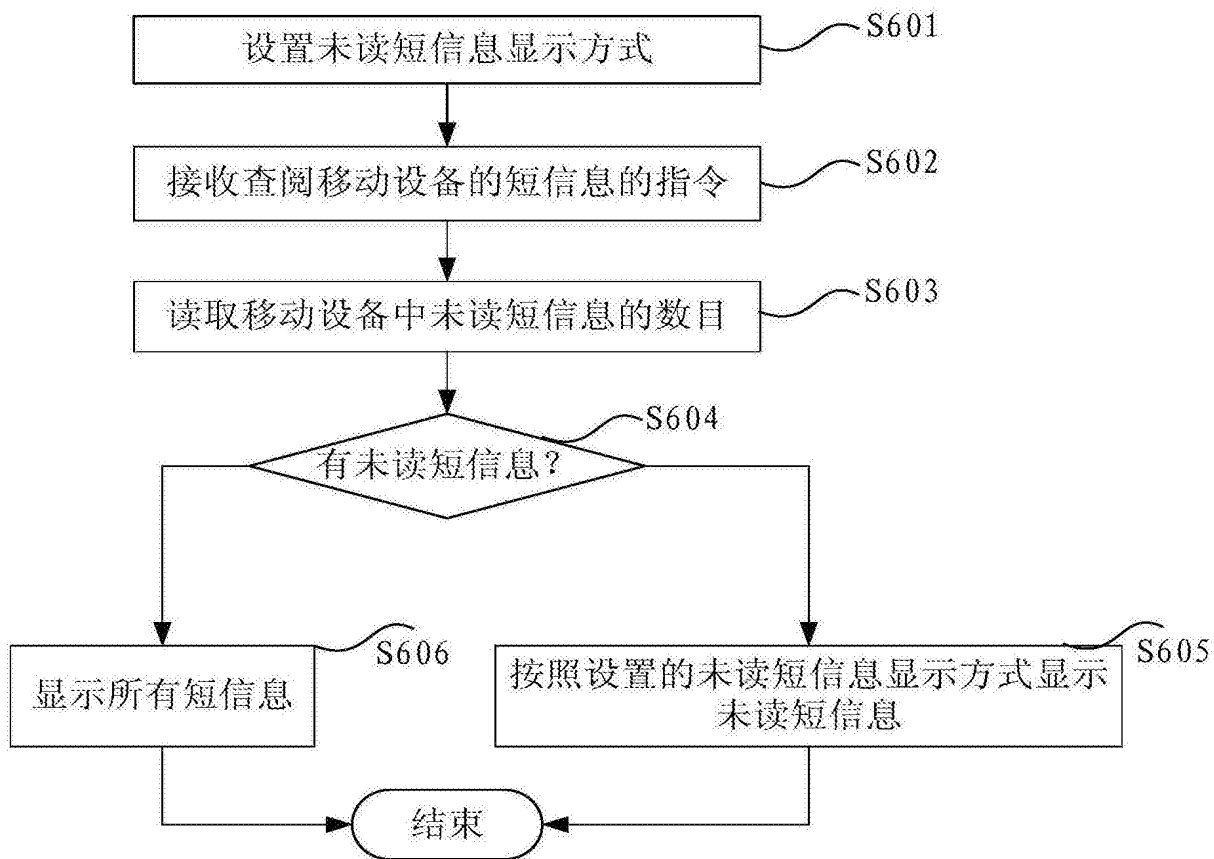 设置未读短信息显示方式
S601
接收查阅移动设备的短信息的指令
S602
读取移动设备中未读短信息的数目
S603
有未读短信息？
S604
显示所有短信息
S606
按照设置的未读短信息显示方式显示
未读短信息
S605
结束